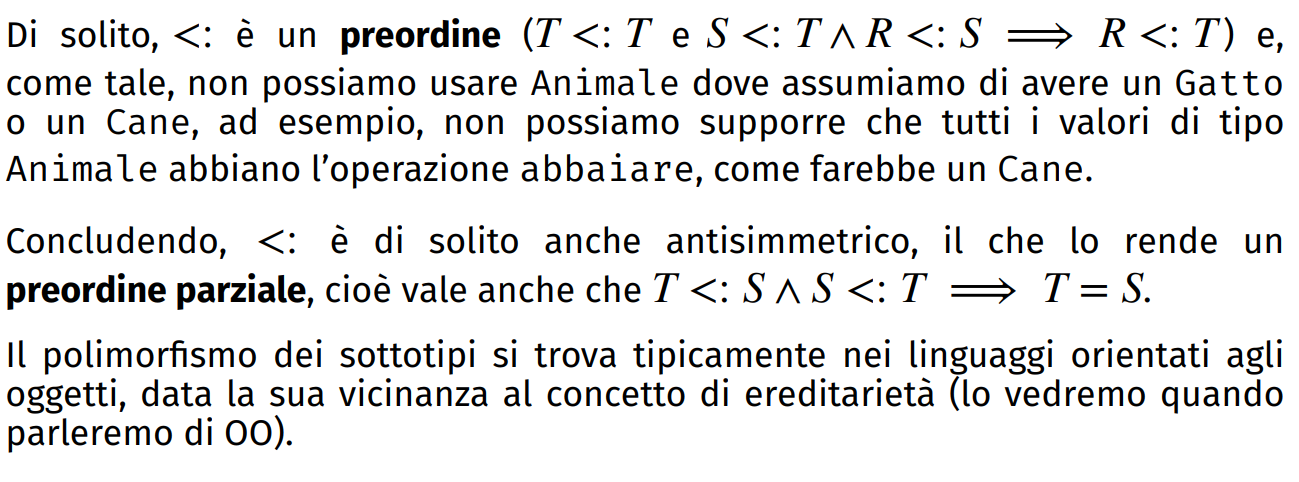 Di solito, <: è un preordine (T <: T e S <: T ∧ R <: S ⟹ R <: T) e,
come tale, non possiamo usare Animale dove assumiamo di avere un Gatto
o un Cane, ad esempio, non possiamo supporre che tutti i valori di tipo
Animale abbiano l’operazione abbaiare, come farebbe un Cane.
Concludendo, <: è di solito anche antisimmetrico, il che lo rende un
preordine parziale, cioè vale anche che T <: S ∧ S <: T ⟹ T = S.
Il polimorfismo dei sottotipi si trova tipicamente nei linguaggi orientati agli
oggetti, data la sua vicinanza al concetto di ereditarietà (lo vedremo quando
parleremo di OO).